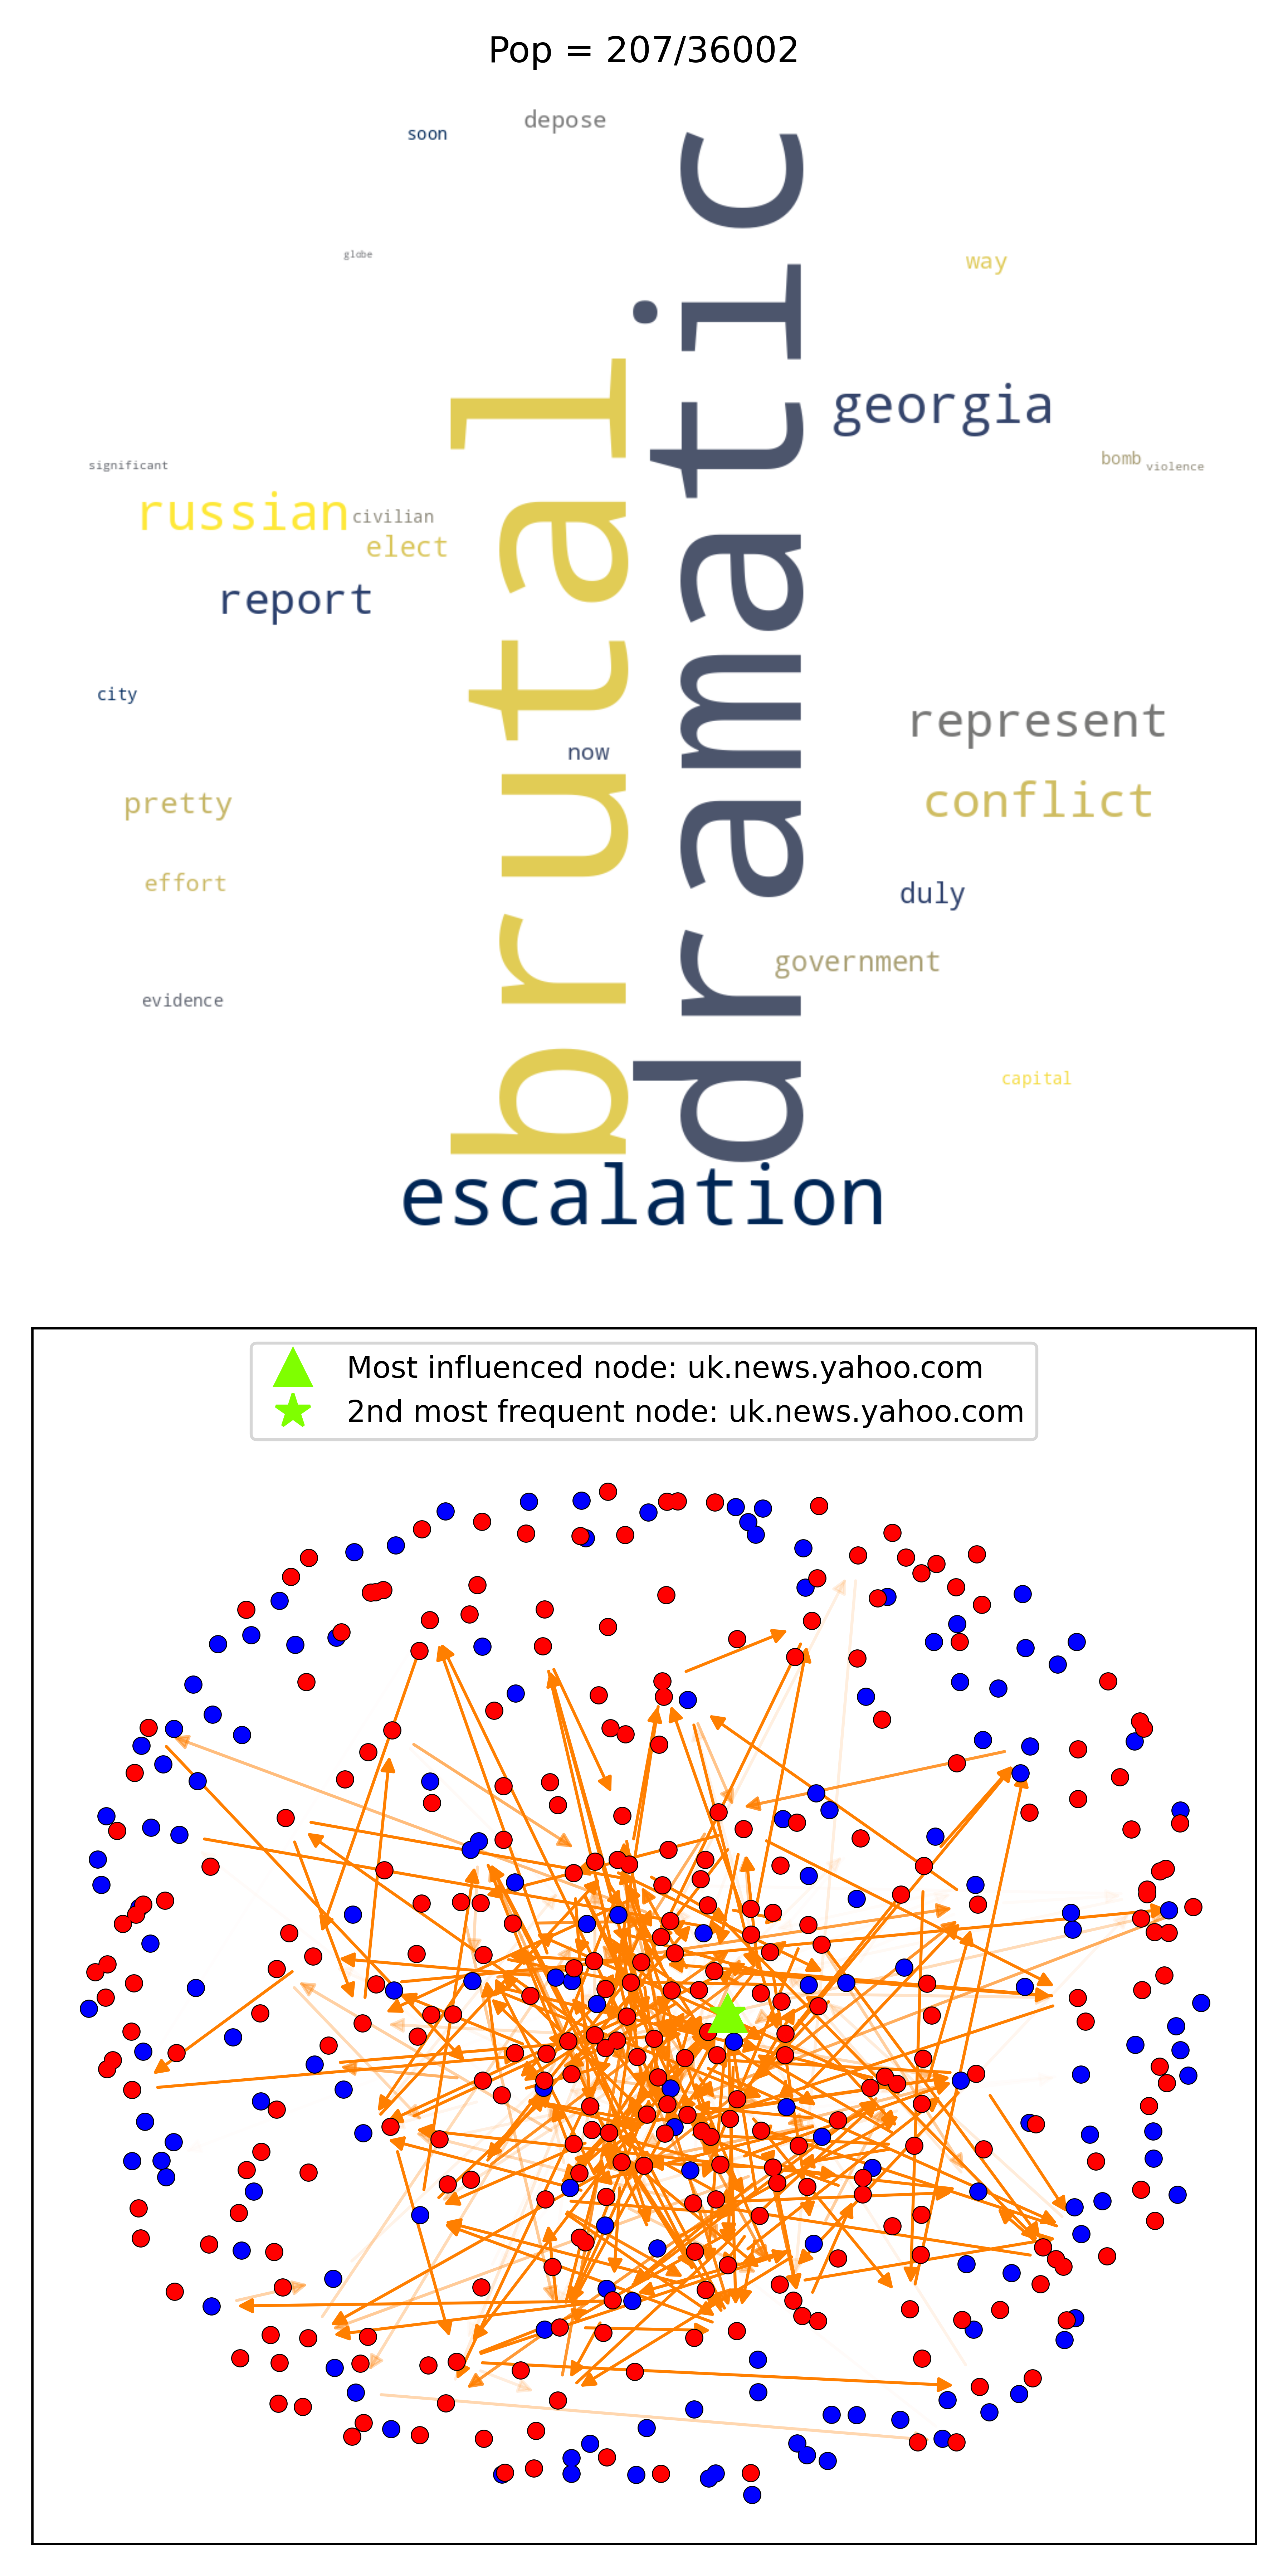 Pop = 207/36002
soon
depose
globe
way
dramatic
brutal
georgia
significant
bomb
violence
russian
civilian
elect
report
city
now
represent
pretty
conflict
effort
duly
government
evidence
capital
escalation
Most influenced node: uk.news.yahoo.com
2nd most frequent node: uk.news.yahoo.com